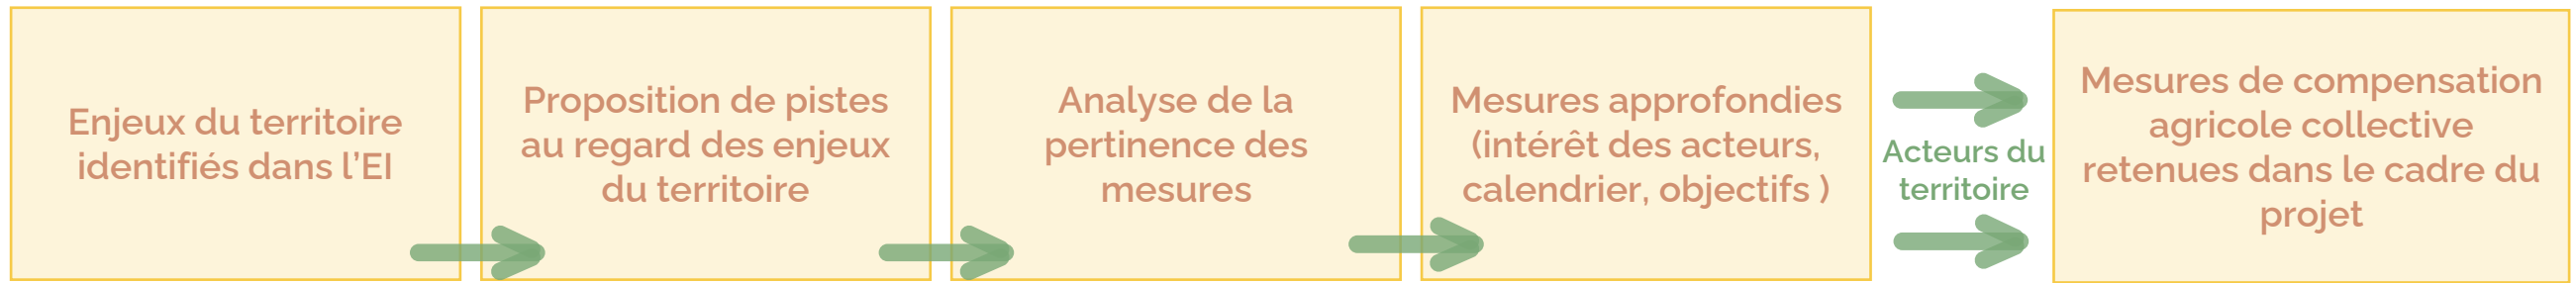 Enjeux du territoire
identifiés dans l’EI
Proposition de pistes
au regard des enjeux
du territoire
Analyse de la
pertinence des
mesures
Mesures approfondies
(intérêt des acteurs,
calendrier, objectifs )
Acteurs du
territoire
Mesures de compensation
agricole collective
retenues dans le cadre du
projet